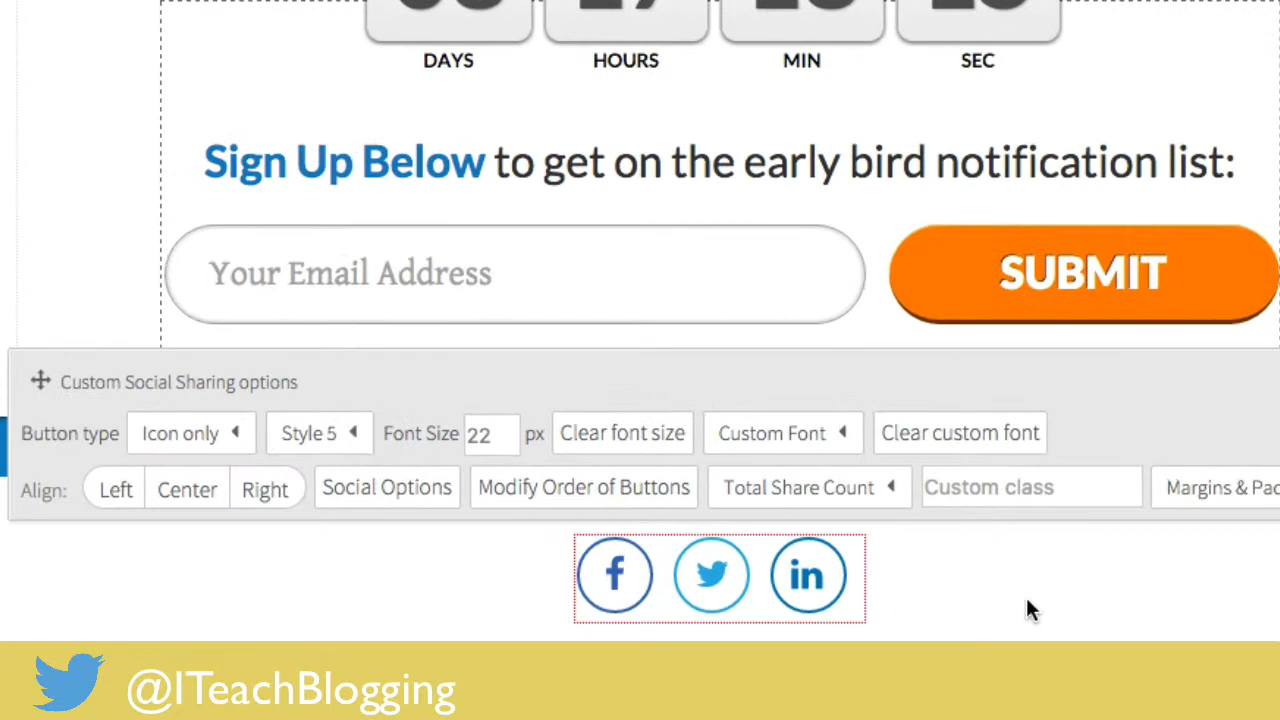 DAYS HOURS MIN SEC
Sign Up Below to get on the early bird notification list:
Your Email Address
SUBMIT
Custom Social Sharing options
Button type Icon only Style 5 Font Size 22 px Clear font size Custom Font Clear custom font
Align: Left Center Right Social Options Modify Order of Buttons Total Share Count Custom class Margins &
f in
@ITeachBlogging